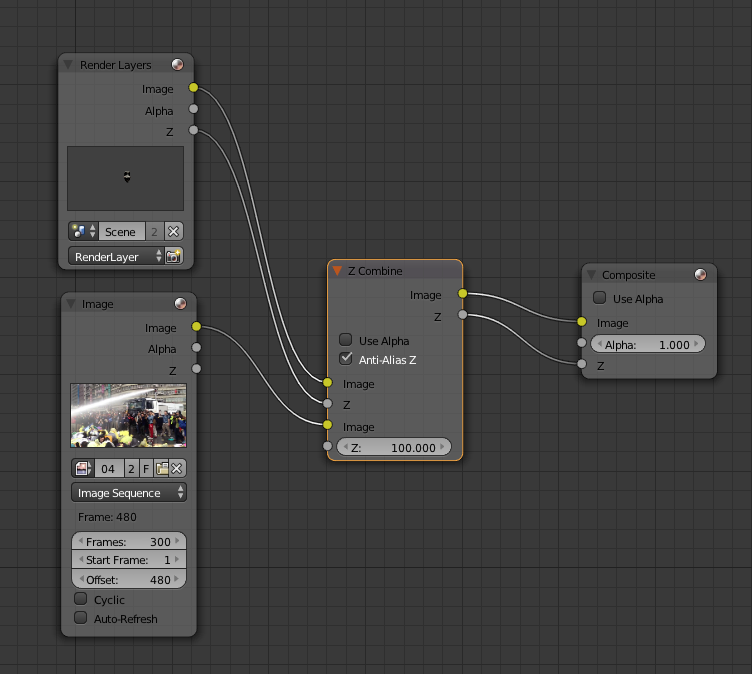 Render Layers
Image
Alpha
Z
Scene 2
RenderLayer
Image
Image
Alpha
Z
04 2 F
Image Sequence
Frame: 480
Frames: 300
Start Frame: 1
Offset: 480
Cyclic
Auto-Refresh
Z Combine
Image
Z
Use Alpha
Anti-Alias Z
Image
Z
Image
Z: 100.000
Composite
Use Alpha
Image
Alpha: 1.000
Z